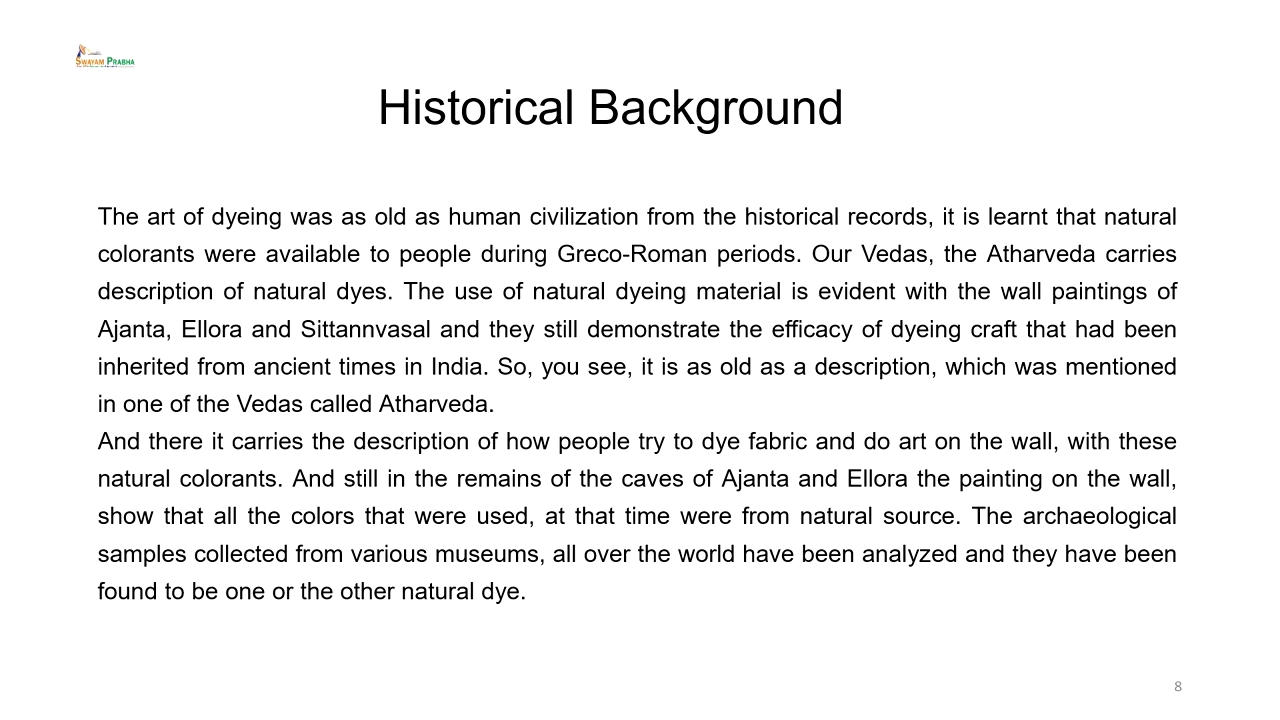 SWAYAM PRABHA
Historical Background
The art of dyeing was as old as human civilization from the historical records, it is learnt that natural
colorants were available to people during Greco-Roman periods. Our Vedas, the Atharveda carries
description of natural dyes. The use of natural dyeing material is evident with the wall paintings of
Ajanta, Ellora and Sittannvasal and they still demonstrate the efficacy of dyeing craft that had been
inherited from ancient times in India. So, you see, it is as old as a description, which was mentioned
in one of the Vedas called Atharveda.
And there it carries the description of how people try to dye fabric and do art on the wall, with these
natural colorants. And still in the remains of the caves of Ajanta and Ellora the painting on the wall,
show that all the colors that were used, at that time were from natural source. The archaeological
samples collected from various museums, all over the world have been analyzed and they have been
found to be one or the other natural dye.
8